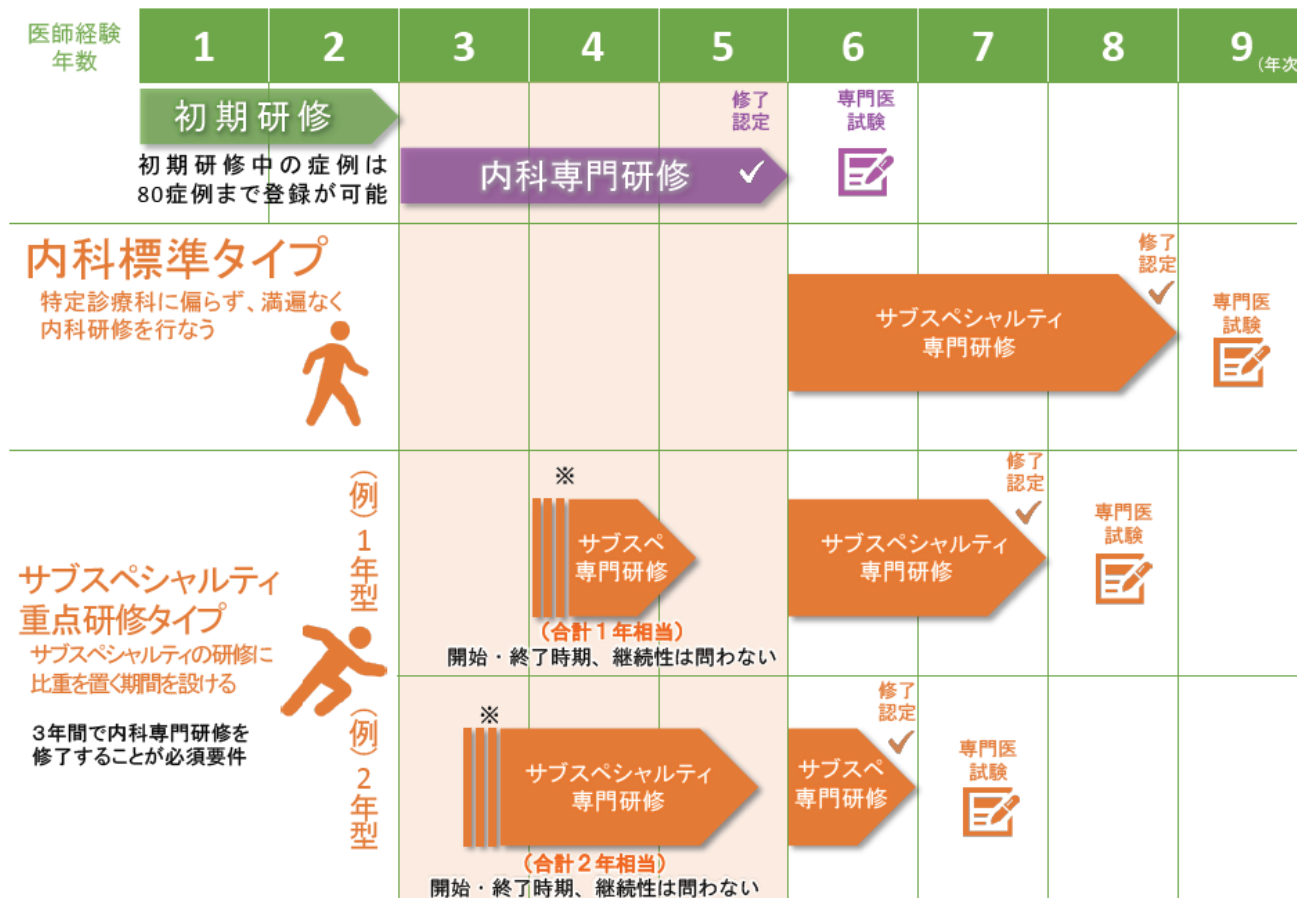 医師経験
年数
1 2 3 4 5 6 7 8 9(年次
初期研修
初期研修中の症例は
80症例まで登録が可能
修了
認定
内科専門研修
専門医
試験
内科標準タイプ
特定診療科に偏らず、満遍なく
内科研修を行なう
サブスペシャルティ
専門研修
修了
認定
専門医
試験
サブスペシャルティ
重点研修タイプ
サブスペシャルティの研修に
比重を置く期間を設ける
3年間で内科専門研修を
修了することが必須要件
(例)1年型
※
サブスペ
専門研修
(合計1年相当)
開始・終了時期、継続性は問わない
サブスペシャルティ
専門研修
修了
認定
専門医
試験
(例)2年型
※
サブスペシャルティ
専門研修
(合計2年相当)
開始・終了時期、継続性は問わない
サブスペ
専門研修
修了
認定
専門医
試験